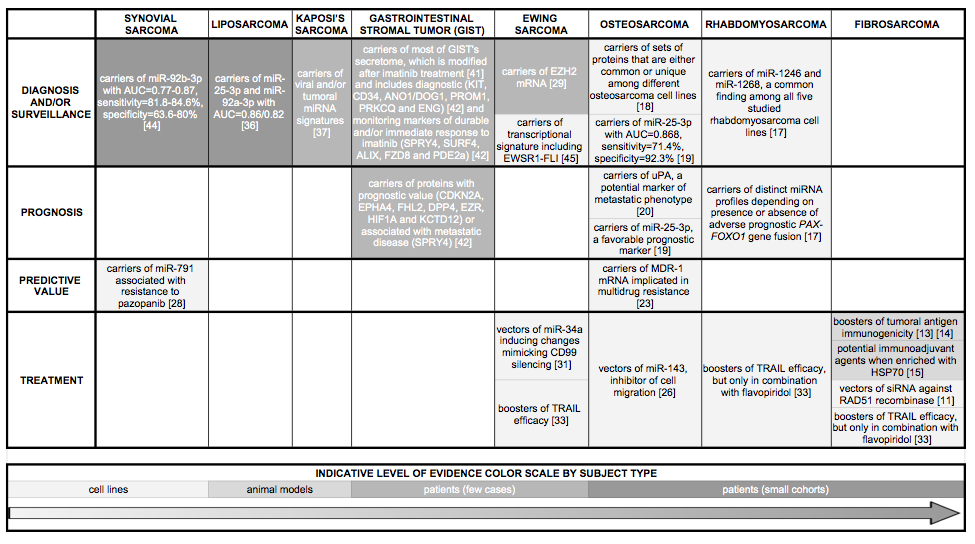 SYNOVIAL
SARCOMA
LIPOSARCOMA
KAPOSI'S
SARCOMA
GASTROINTESTINAL
STROMAL TUMOR (GIST)
EWING
SARCOMA
OSTEOSARCOMA
RHABDOMYOSARCOMA
FIBROSARCOMA
DIAGNOSIS
AND/OR
SURVEILLANCE
carriers of miR-92b-3p
with AUC=0.77-0.87,
sensitivity=81.8-84.6%,
specificity=63.6-80%
[44]
carriers of miR-
25-3p and miR-
92a-3p with
AUC=0.86/0.82
[36]
carriers of
viral and/or
tumoral
miRNA
signatures
[37]
carriers of most of GIST's
secretome, which is modified
after imatinib treatment [41]
and includes diagnostic (KIT,
CD34, ANO1/DOG1, PROM1,
PRKCQ and ENG) [42] and
monitoring markers of durable
and/or immediate response to
imatinib (SPRY4, SURF4,
ALIX, FZD8 and PDE2a) [42]
carriers of EZH2
mRNA [29]
carriers of
transcriptional
signature including
EWSR1-FLI [45]
carriers of sets of
proteins that are either
common or unique
among different
osteosarcoma cell lines
[18]
carriers of miR-25-3p
with AUC=0.868,
sensitivity=71.4%,
specificity=92.3% [19]
carriers of miR-1246 and
miR-1268, a common
finding among all five
studied
rhabdomyosarcoma cell
lines [17]
PROGNOSIS
carriers of proteins with
prognostic value (CDKN2A,
EPHA4, FHL2, DPP4, EZR,
HIF1A and KCTD12) or
associated with metastatic
disease (SPRY4) [42]
carriers of uPA, a
potential marker of
metastatic phenotype
[20]
carriers of miR-25-3p,
a favorable prognostic
marker [19]
carriers of distinct miRNA
profiles depending on
presence or absence of
adverse prognostic PAX-
FOXO1 gene fusion [17]
PREDICTIVE
VALUE
carriers of miR-791
associated with
resistance to
pazopanib [28]
carriers of MDR-1
mRNA implicated in
multidrug resistance
[23]
TREATMENT
vectors of miR-34a
inducing changes
mimicking CD99
silencing [31]
boosters of TRAIL
efficacy [33]
vectors of miR-143,
inhibitor of cell
migration [26]
boosters of TRAIL efficacy,
but only in combination
with flavopiridol [33]
boosters of tumoral antigen
immunogenicity [13] [14]
potential immunoadjuvant
agents when enriched with
HSP70 [15]
vectors of siRNA against
RAD51 recombinase [11]
boosters of TRAIL efficacy,
but only in combination with
flavopiridol [33]
INDICATIVE LEVEL OF EVIDENCE COLOR SCALE BY SUBJECT TYPE
cell lines
animal models
patients (few cases)
patients (small cohorts)